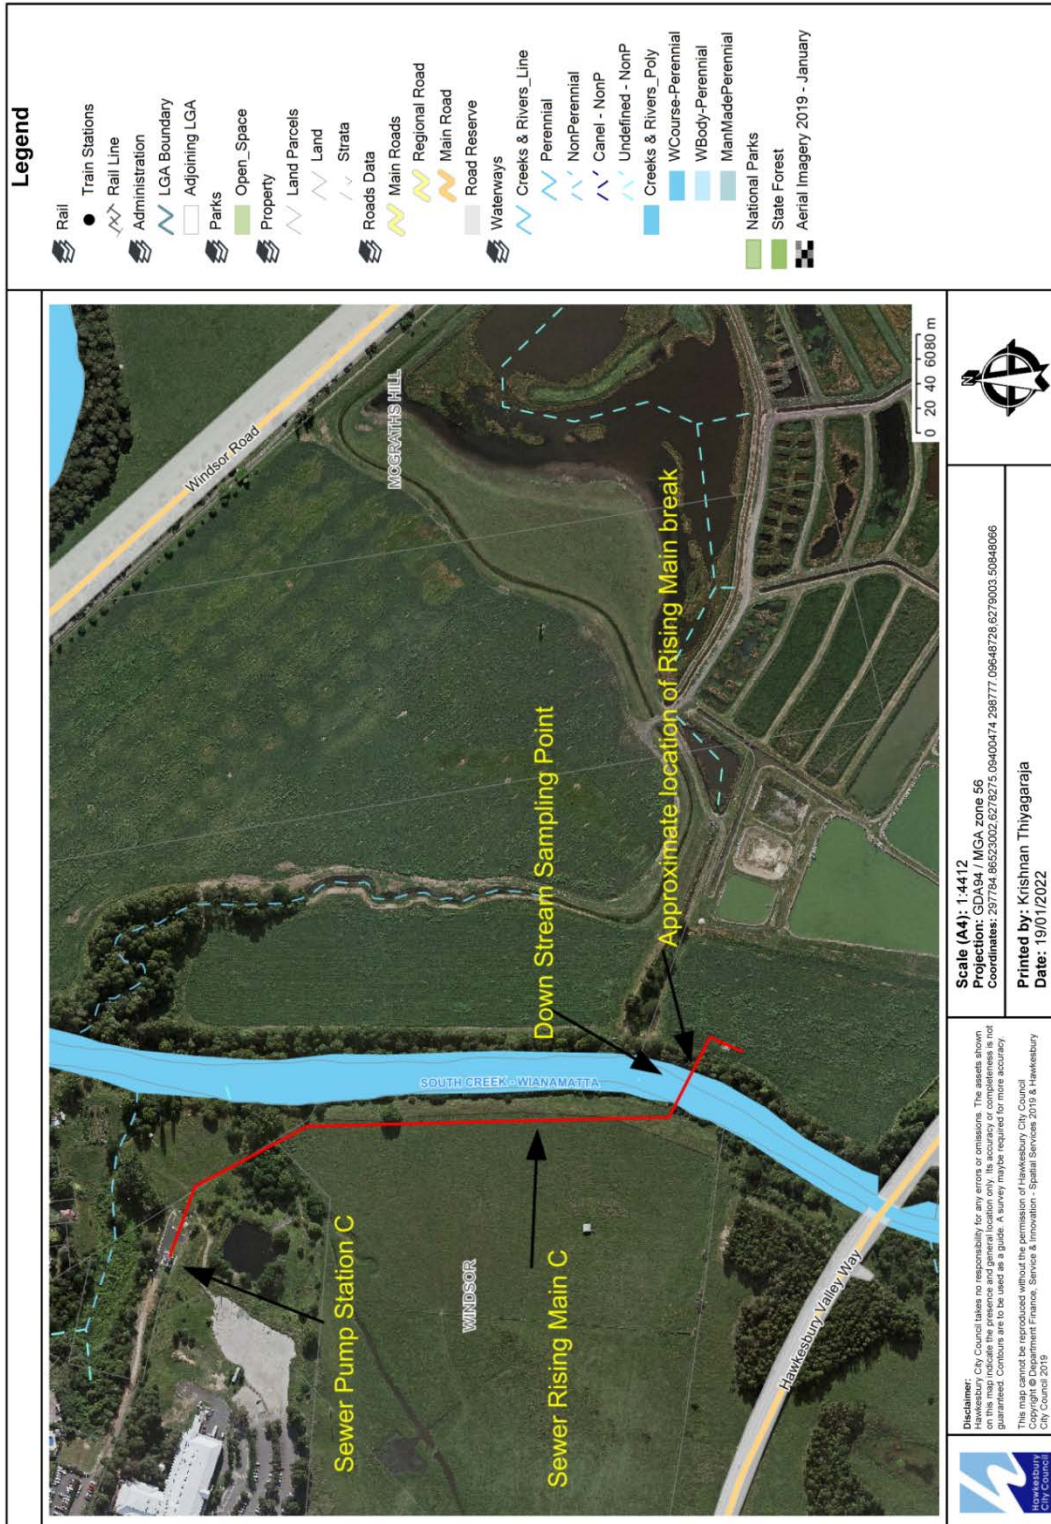 Legend
Rail
Train Stations
Rail Line
Administration
LGA Boundary
Adjoining LGA
Parks
Open_Space
Property
Land Parcels
Land
Strata
Roads Data
Main Roads
Regional Road
Main Road
Road Reserve
Waterways
Creeks & Rivers_Line
Perennial
NonPerennial
Canel - NonP
Undefined - NonP
Creeks & Rivers_Poly
WCourse-Perennial
WBody-Perennial
ManMadePerennial
National Parks
State Forest
Aerial Imagery 2019 - January
Windsor Road
MCGRATHS HILL
Down Stream Sampling Point
Approximate location of Rising Main break
SOUTH CREEK - WIANAMATTA
Sewer Pump Station C
Sewer Rising Main C
WINDSOR
Hawkesbury Valley Way
0 20 40 6080 m
N
Hawkesbury
City Council
Disclaimer:
Hawkesbury City Council takes no responsibility for any errors or omissions. The assets shown
on this map indicate the presence and general location only. Its accuracy or completeness is not
guaranteed. Contours are to be used as a guide. A survey maybe required for more accuracy.
This map cannot be reproduced without the permission of Hawkesbury City Council
Copyright © Department Finance, Service & Innovation - Spatial Services 2019 & Hawkesbury
City Council 2019
Scale (A4): 1:4412
Projection: GDA94 / MGA zone 56
Coordinates: 297784.86523002,6278275.09400474 298777.09648728,6279003.50848066
Printed by: Krishnan Thiyagaraja
Date: 19/01/2022